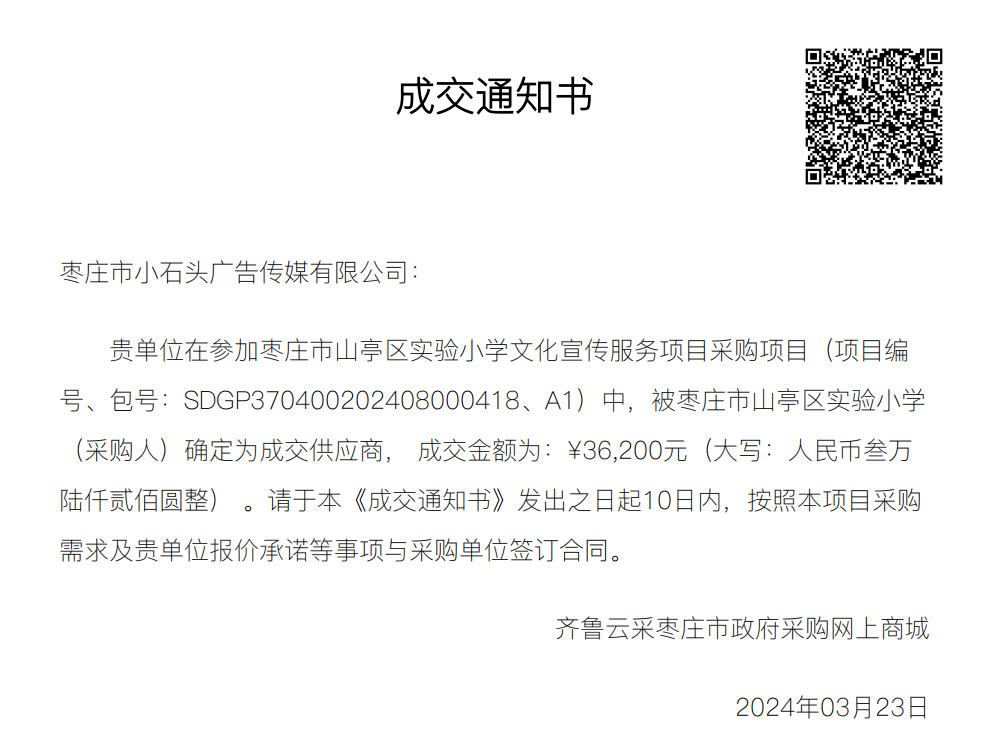 成交通知书
枣庄市小石头广告传媒有限公司：
贵单位在参加枣庄市山亭区实验小学文化宣传服务项目采购项目（项目编
号、包号：SDGP370400202408000418、A1）中，被枣庄市山亭区实验小学
（采购人）确定为成交供应商， 成交金额为：¥36,200元（大写：人民币叁万
陆仟贰佰圆整） 。请于本《成交通知书》发出之日起10日内，按照本项目采购
需求及贵单位报价承诺等事项与采购单位签订合同。
齐鲁云采枣庄市政府采购网上商城
2024年03月23日